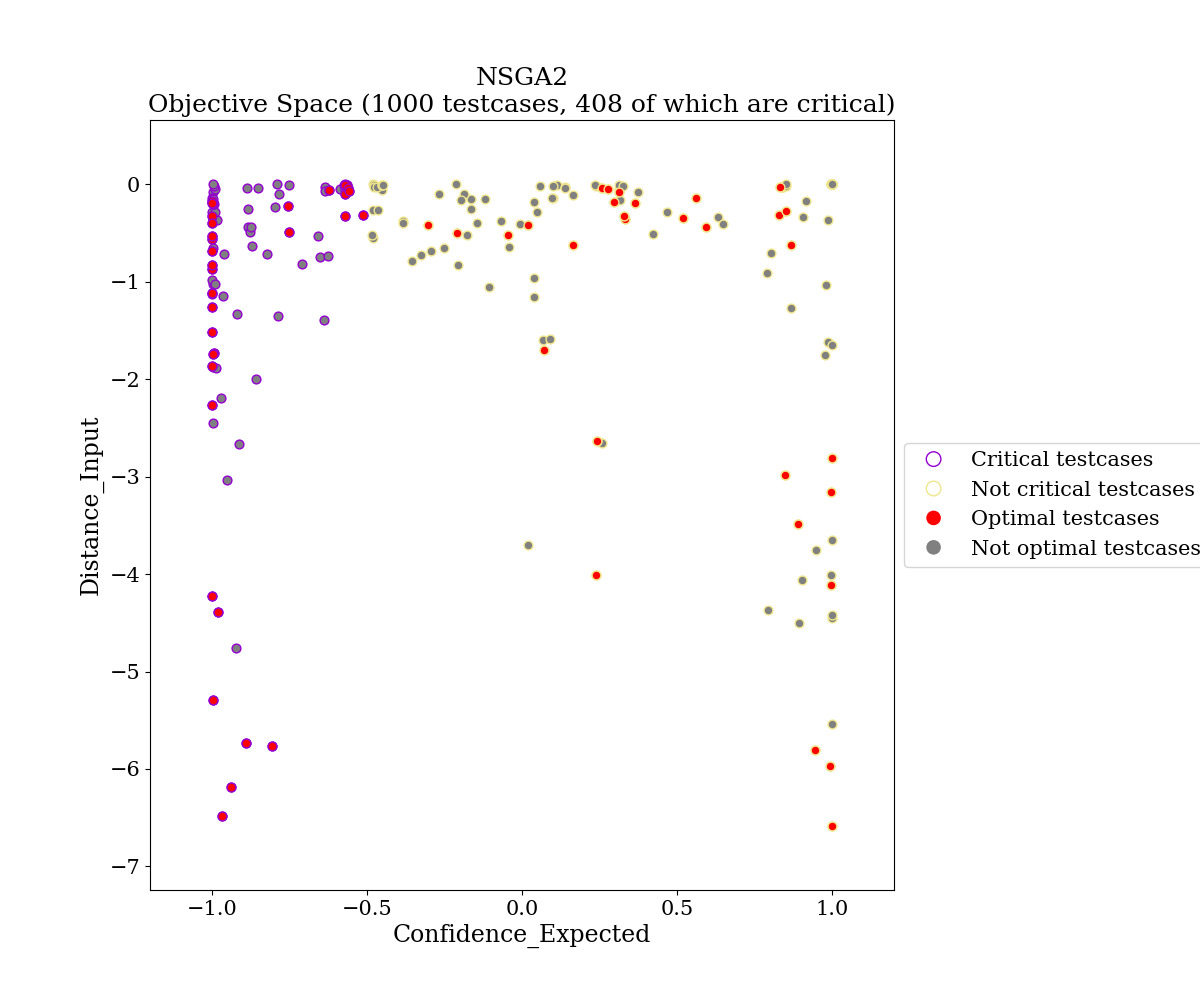 NSGA2
Objective Space (1000 testcases, 408 of which are critical)
0
−1
−2
−3
−4
−5
−6
−7
Distance_Input
−1.0
−0.5
0.0
0.5
1.0
Confidence_Expected
Critical testcases
Not critical testcases
Optimal testcases
Not optimal testcases